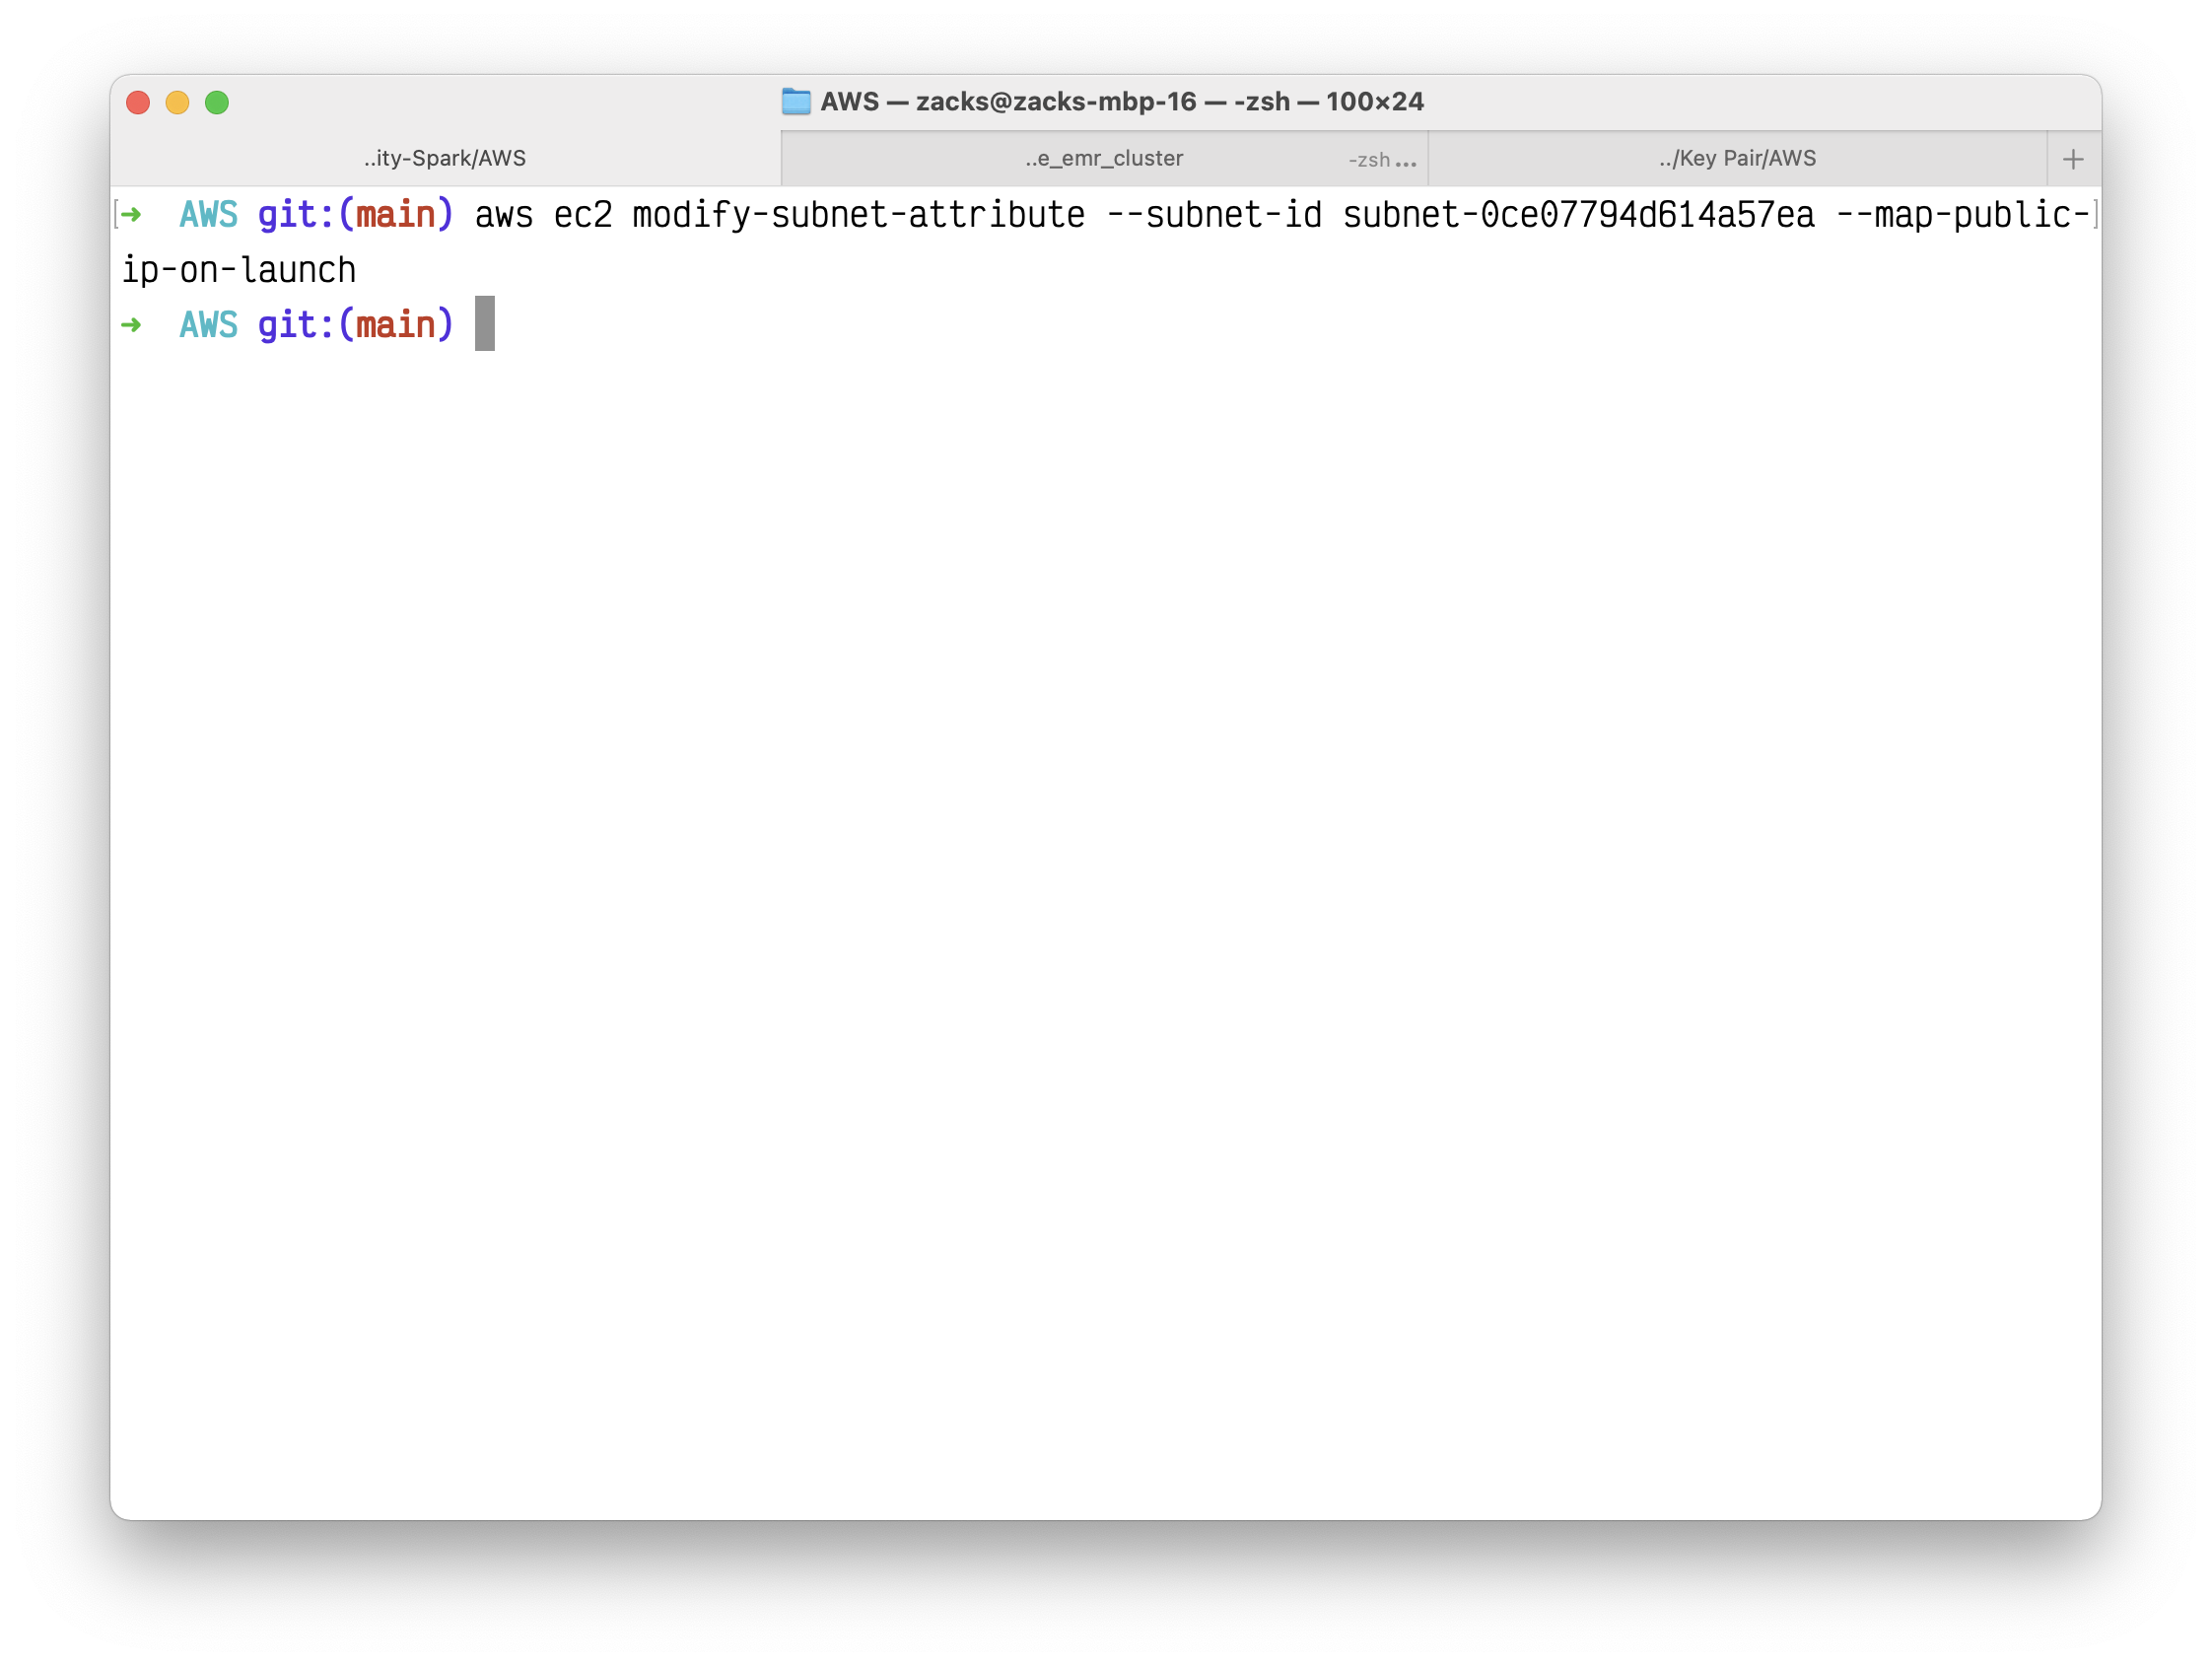 AWS — zacks@zacks-mbp-16 — -zsh — 100×24
..ity-Spark/AWS
..e_emr_cluster
-zsh ...
../Key Pair/AWS
+
[➜  AWS git:(main) aws ec2 modify-subnet-attribute --subnet-id subnet-0ce07794d614a57ea --map-public-]
ip-on-launch
➜  AWS git:(main)